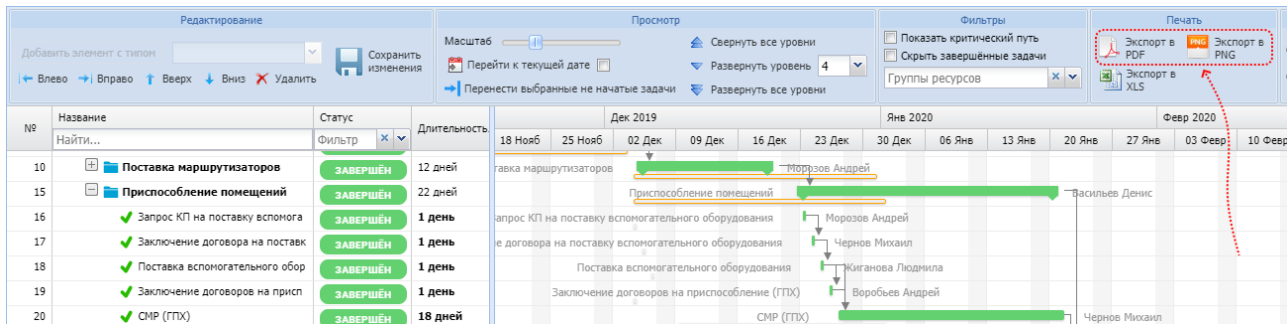 Редактирование
Просмотр
Фильтры
Печать
Добавить элемент с типом
Сохранить изменения
Влево Вправо Вверх Вниз Удалить
Масштаб
Перейти к текущей дате
Перенести выбранные не начатые задачи
Свернуть все уровни
Развернуть уровень 4
Развернуть все уровни
Показать критический путь
Скрыть завершённые задачи
Группы ресурсов
Экспорт в PDF
PNG Экспорт в PNG
Экспорт в XLS
№ Название Статус Длительность
Найти... Фильтр
Дек 2019 Янв 2020 Февр 2020
18 Нояб 25 Нояб 02 Дек 09 Дек 16 Дек 23 Дек 30 Дек 06 Янв 13 Янв 20 Янв 27 Янв 03 Февр 10 Февр
10 Поставка маршрутизаторов ЗАВЕРШЁН 12 дней тавка маршрутизаторов Морозов Андрей
15 Приспособление помещений ЗАВЕРШЁН 22 дней Приспособление помещений Васильев Денис
16 Запрос КП на поставку вспомога ЗАВЕРШЁН 1 день апрос КП на поставку вспомогательного оборудования Морозов Андрей
17 Заключение договора на поставк ЗАВЕРШЁН 1 день е договора на поставку вспомогательного оборудования Чернов Михаил
18 Поставка вспомогательного обор ЗАВЕРШЁН 1 день Поставка вспомогательного оборудования Жиганова Людмила
19 Заключение договоров на присп ЗАВЕРШЁН 1 день Заключение договоров на приспособление (ГПХ) Воробьев Андрей
20 СМР (ГПХ) ЗАВЕРШЁН 18 дней СМР (ГПХ) Чернов Михаил